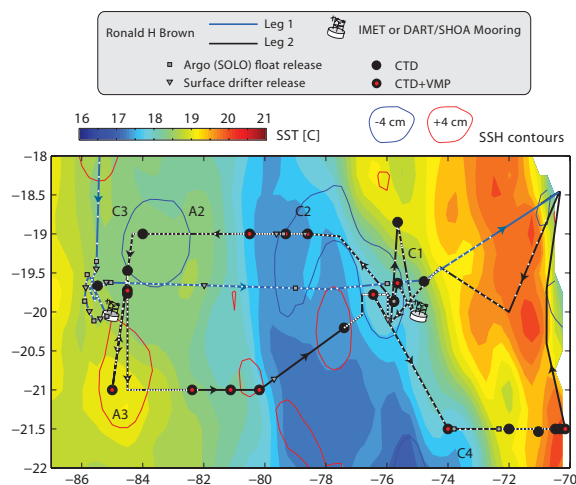 Ronald H Brown
Leg 1
Leg 2
IMET or DART/SHOA Mooring
Argo (SOLO) float release
Surface drifter release
CTD
CTD+VMP
16 17 18 19 20 21
SST [C]
-4 cm
+4 cm
SSH contours
−18
−18.5
−19
−19.5
−20
−20.5
−21
−21.5
−22
C3
A2
C2
C1
A3
C4
−86 −84 −82 −80 −78 −76 −74 −72 −70